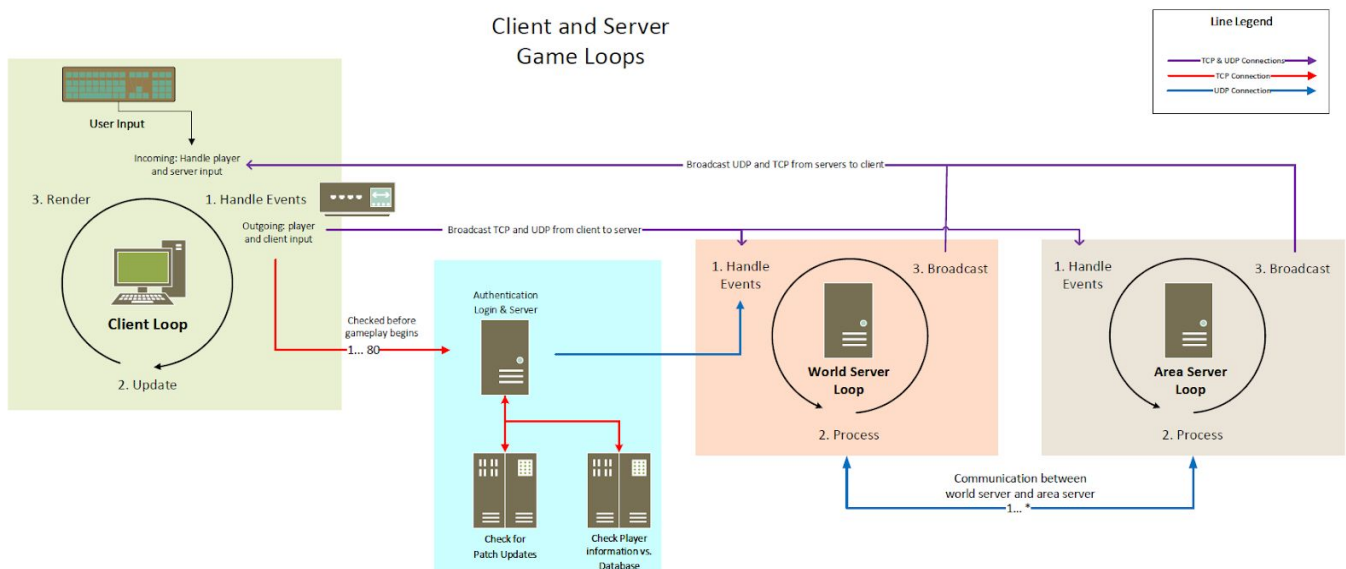 Client and Server
Game Loops
Line Legend
TCP & UDP Connections
TCP Connection
UDP Connection
User Input
Incoming: Handle player
and server input
3. Render
1. Handle Events
Outgoing: player
and client input
Client Loop
2. Update
Broadcast UDP and TCP from servers to client
Broadcast TCP and UDP from client to server
Checked before
gameplay begins
1... 80
Authentication
Login & Server
Check for
Patch Updates
Check Player
information vs.
Database
1. Handle
Events
3. Broadcast
World Server
Loop
2. Process
1. Handle
Events
3. Broadcast
Area Server
Loop
2. Process
Communication between
world server and area server
1... *